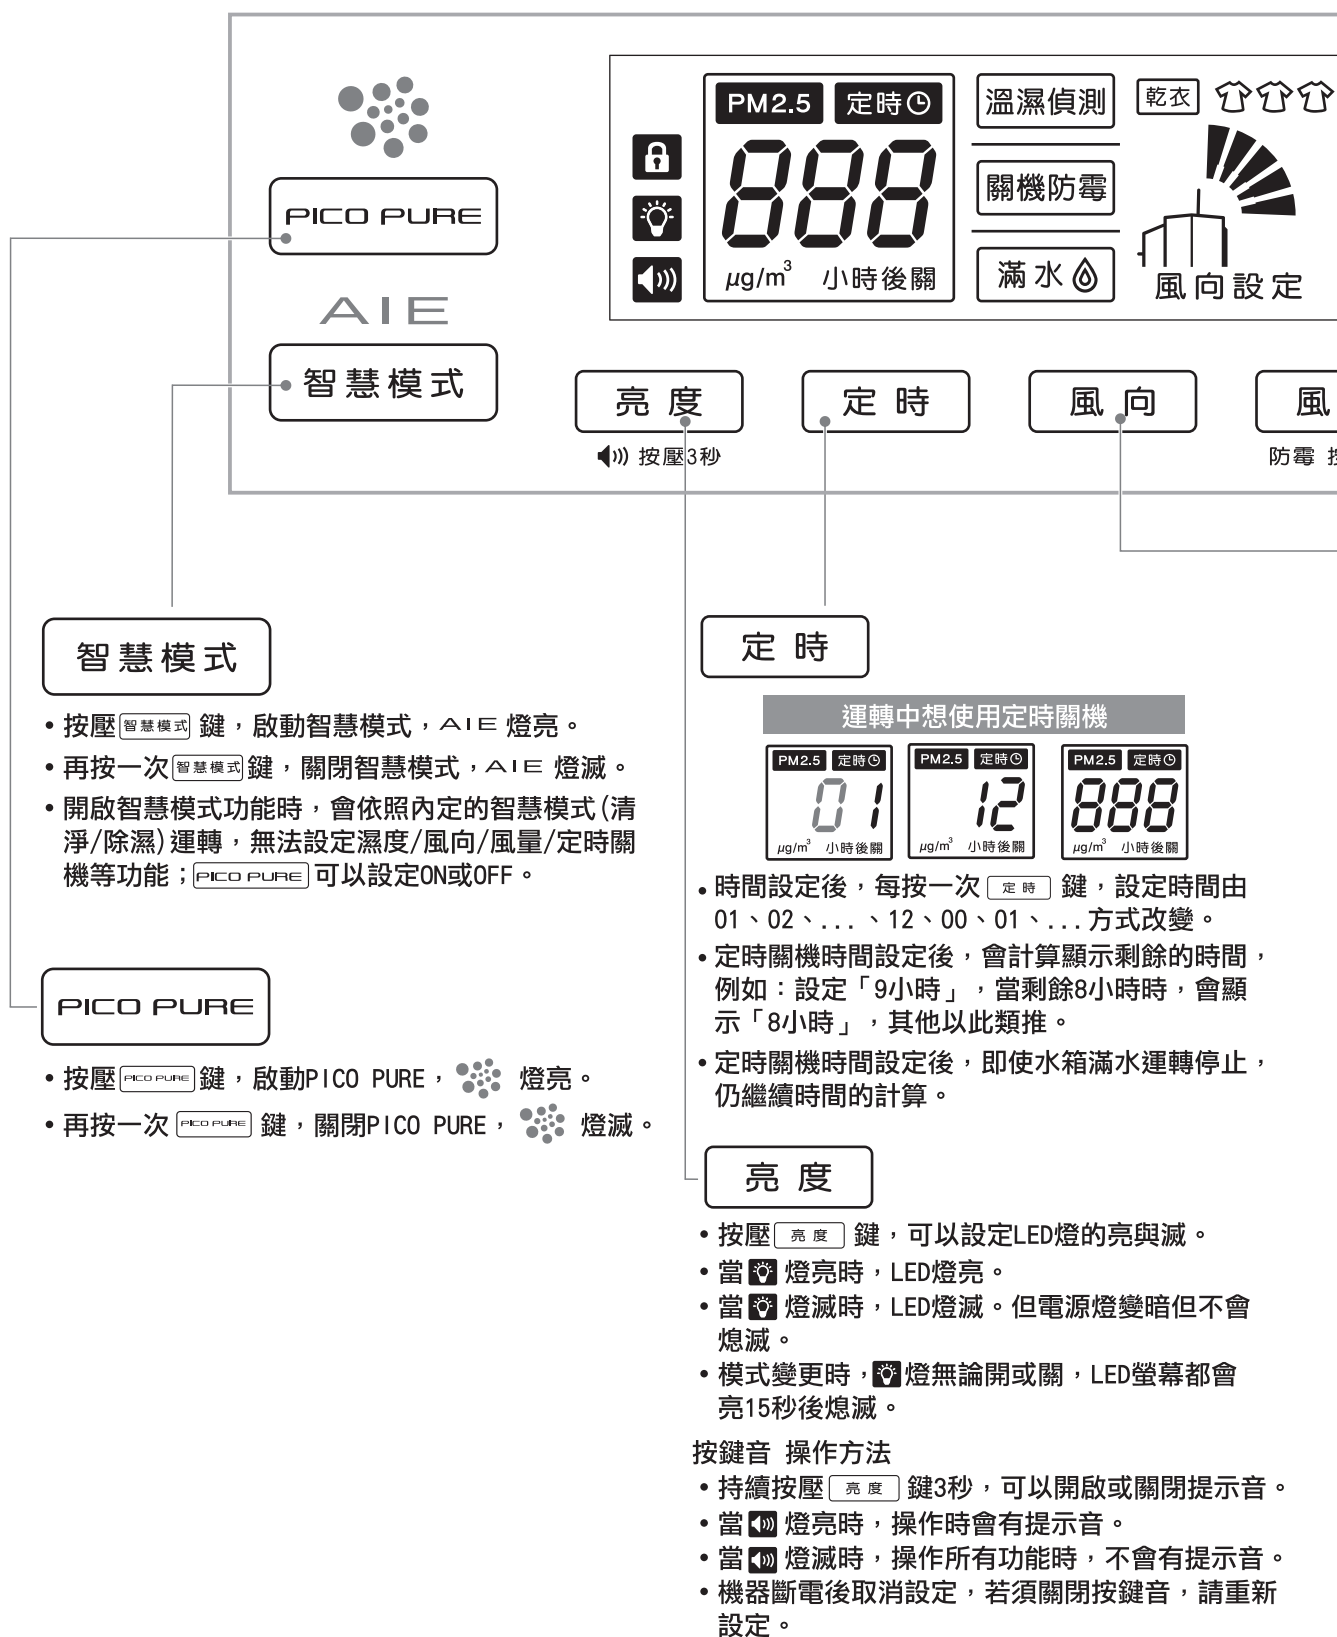 PM2.5 定時
溫濕偵測
乾衣
888
關機防霉
PICO PURE
μg/m³ 小時後關
滿水
風向設定
AIE
智慧模式
亮度
定時
風向
風
按壓3秒
防霉
智慧模式
• 按壓 智慧模式 鍵，啟動智慧模式，AIE 燈亮。
• 再按一次 智慧模式 鍵，關閉智慧模式，AIE 燈滅。
• 開啟智慧模式功能時，會依照內定的智慧模式(清
淨/除濕)運轉，無法設定濕度/風向/風量/定時關
機等功能；PICO PURE 可以設定ON或OFF。
PICO PURE
• 按壓 PICO PURE 鍵，啟動PICO PURE， 燈亮。
• 再按一次 PICO PURE 鍵，關閉PICO PURE， 燈滅。
定時
運轉中想使用定時關機
PM2.5 定時 PM2.5 定時 PM2.5 定時
01 12 888
μg/m³ 小時後關 μg/m³ 小時後關 μg/m³ 小時後關
• 時間設定後，每按一次 定時 鍵，設定時間由
01、02、...、12、00、01、...方式改變。
• 定時關機時間設定後，會計算顯示剩餘的時間，
例如：設定「9小時」，當剩餘8小時時，會顯
示「8小時」，其他以此類推。
• 定時關機時間設定後，即使水箱滿水運轉停止，
仍繼續時間的計算。
亮度
• 按壓 亮度 鍵，可以設定LED燈的亮與滅。
• 當 燈亮時，LED燈亮。
• 當 燈滅時，LED燈滅。但電源燈變暗但不會
熄滅。
• 模式變更時， 燈無論開或關，LED螢幕都會
亮15秒後熄滅。
按鍵音 操作方法
• 持續按壓 亮度 鍵3秒，可以開啟或關閉提示音。
• 當 燈亮時，操作時會有提示音。
• 當 燈滅時，操作所有功能時，不會有提示音。
• 機器斷電後取消設定，若須關閉按鍵音，請重新
設定。